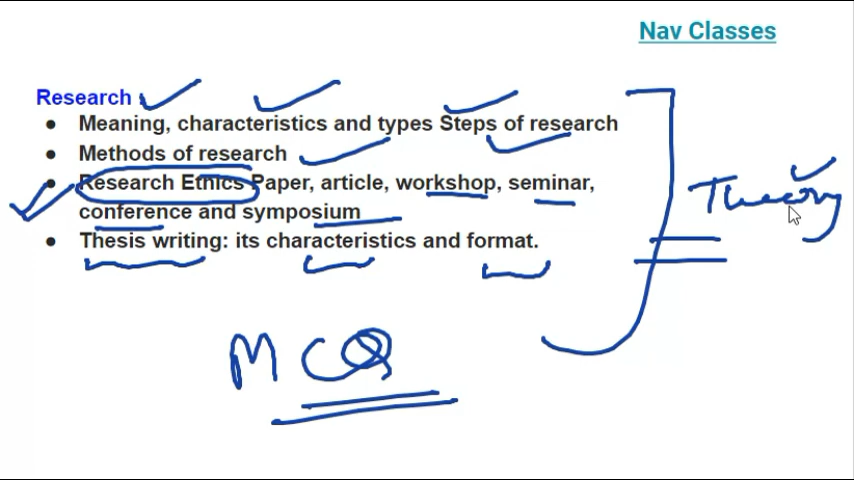 Nav Classes
Research
● Meaning, characteristics and types Steps of research
● Methods of research
● Research Ethics Paper, article, workshop, seminar,
conference and symposium
Theory
● Thesis writing: its characteristics and format.
MCQ